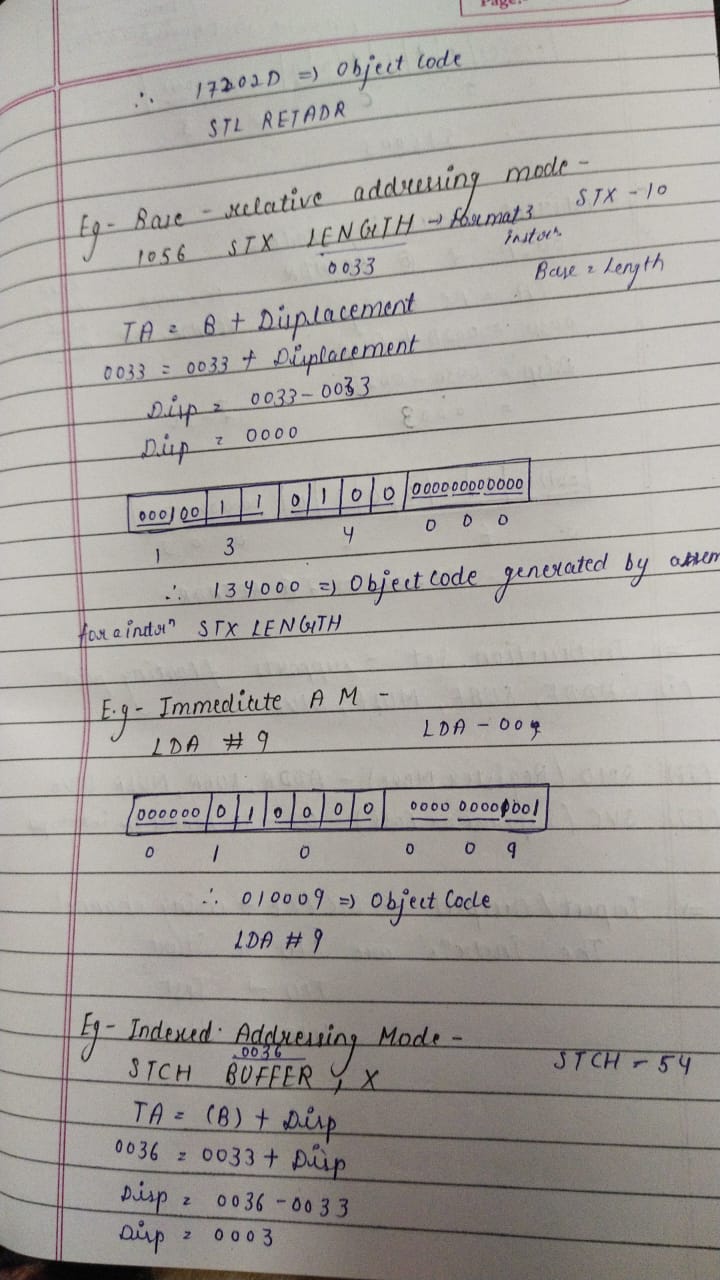 Page:
∴ 17202D => Object Code
STL RETADR
Eg- Base-relative addressing mode -
1056 STX LENGTH → Format 3 instrn STX - 10
0033
Base = Length
TA = B + Displacement
0033 = 0033 + Displacement
Disp = 0033 - 0033
Disp = 0000
000100 1 1 0 1 0 0 000000000000
1 3 4 0 0 0
∴ 134000 => Object code generated by assem
for a instrn STX LENGTH
E.g- Immediate A M -
LDA # 9 LDA - 00
000000 0 1 0 0 0 0 0000 0000 1001
0 1 0 0 0 9
∴ 010009 => Object Code
LDA # 9
Eg- Indexed Addressing Mode -
0036
STCH BUFFER, X STCH - 54
TA = (B) + Disp
0036 = 0033 + Disp
Disp = 0036 - 0033
Disp = 0003